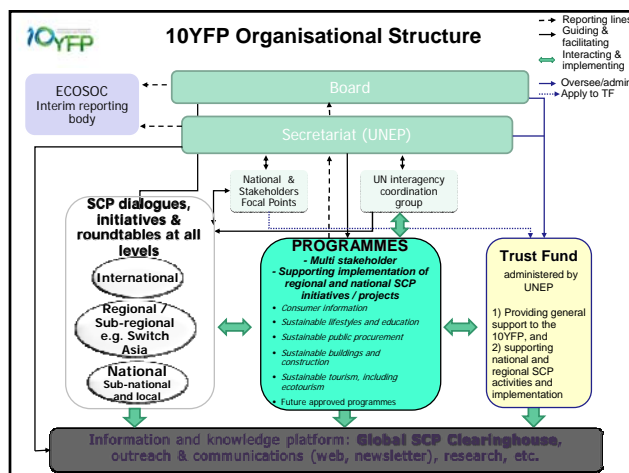 10YFP
10YFP Organisational Structure
Reporting lines
Guiding &
facilitating
Interacting &
implementing
Oversee/admin
Apply to TF
ECOSOC
Interim reporting
body
Board
Secretariat (UNEP)
National &
Stakeholders
Focal Points
UN interagency
coordination
group
SCP dialogues,
initiatives &
roundtables at all
levels
International
Regional /
Sub-regional
e.g. Switch
Asia
National
Sub-national
and local
PROGRAMMES
- Multi stakeholder
- Supporting implementation of
regional and national SCP
initiatives / projects
• Consumer information
• Sustainable lifestyles and education
• Sustainable public procurement
• Sustainable buildings and
construction
• Sustainable tourism, including
ecotourism
• Future approved programmes
Trust Fund
administered by
UNEP
1) Providing general
support to the
10YFP, and
2) supporting
national and
regional SCP
activities and
implementation
Information and knowledge platform: Global SCP Clearinghouse,
outreach & communications (web, newsletter), research, etc.